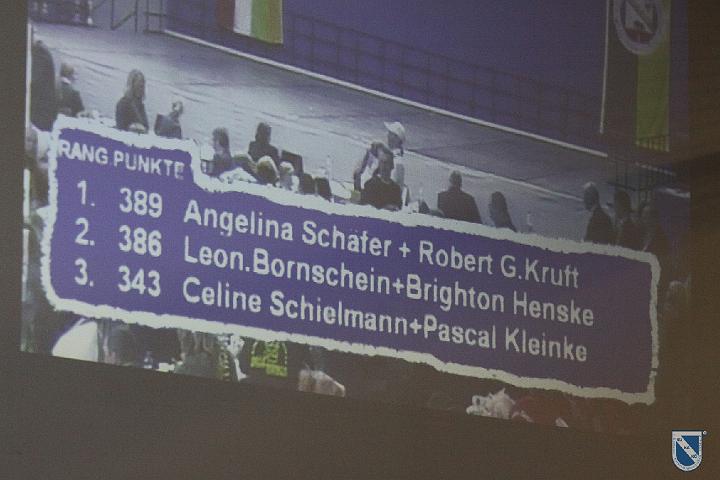 RANG PUNKTE
1. 389 Angelina Schäfer + Robert G.Kruft
2. 386 Leon.Bornschein+Brighton Henske
3. 343 Celine Schielmann+Pascal Kleinke